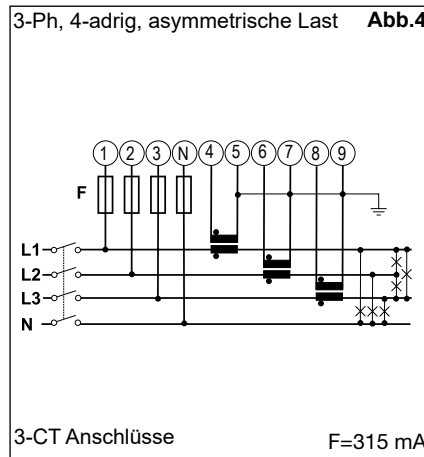 3-Ph, 4-adrig, asymmetrische Last Abb.4
1 2 3 N 4 5 6 7 8 9
F
L1
L2
L3
N
3-CT Anschlüsse F=315 mA